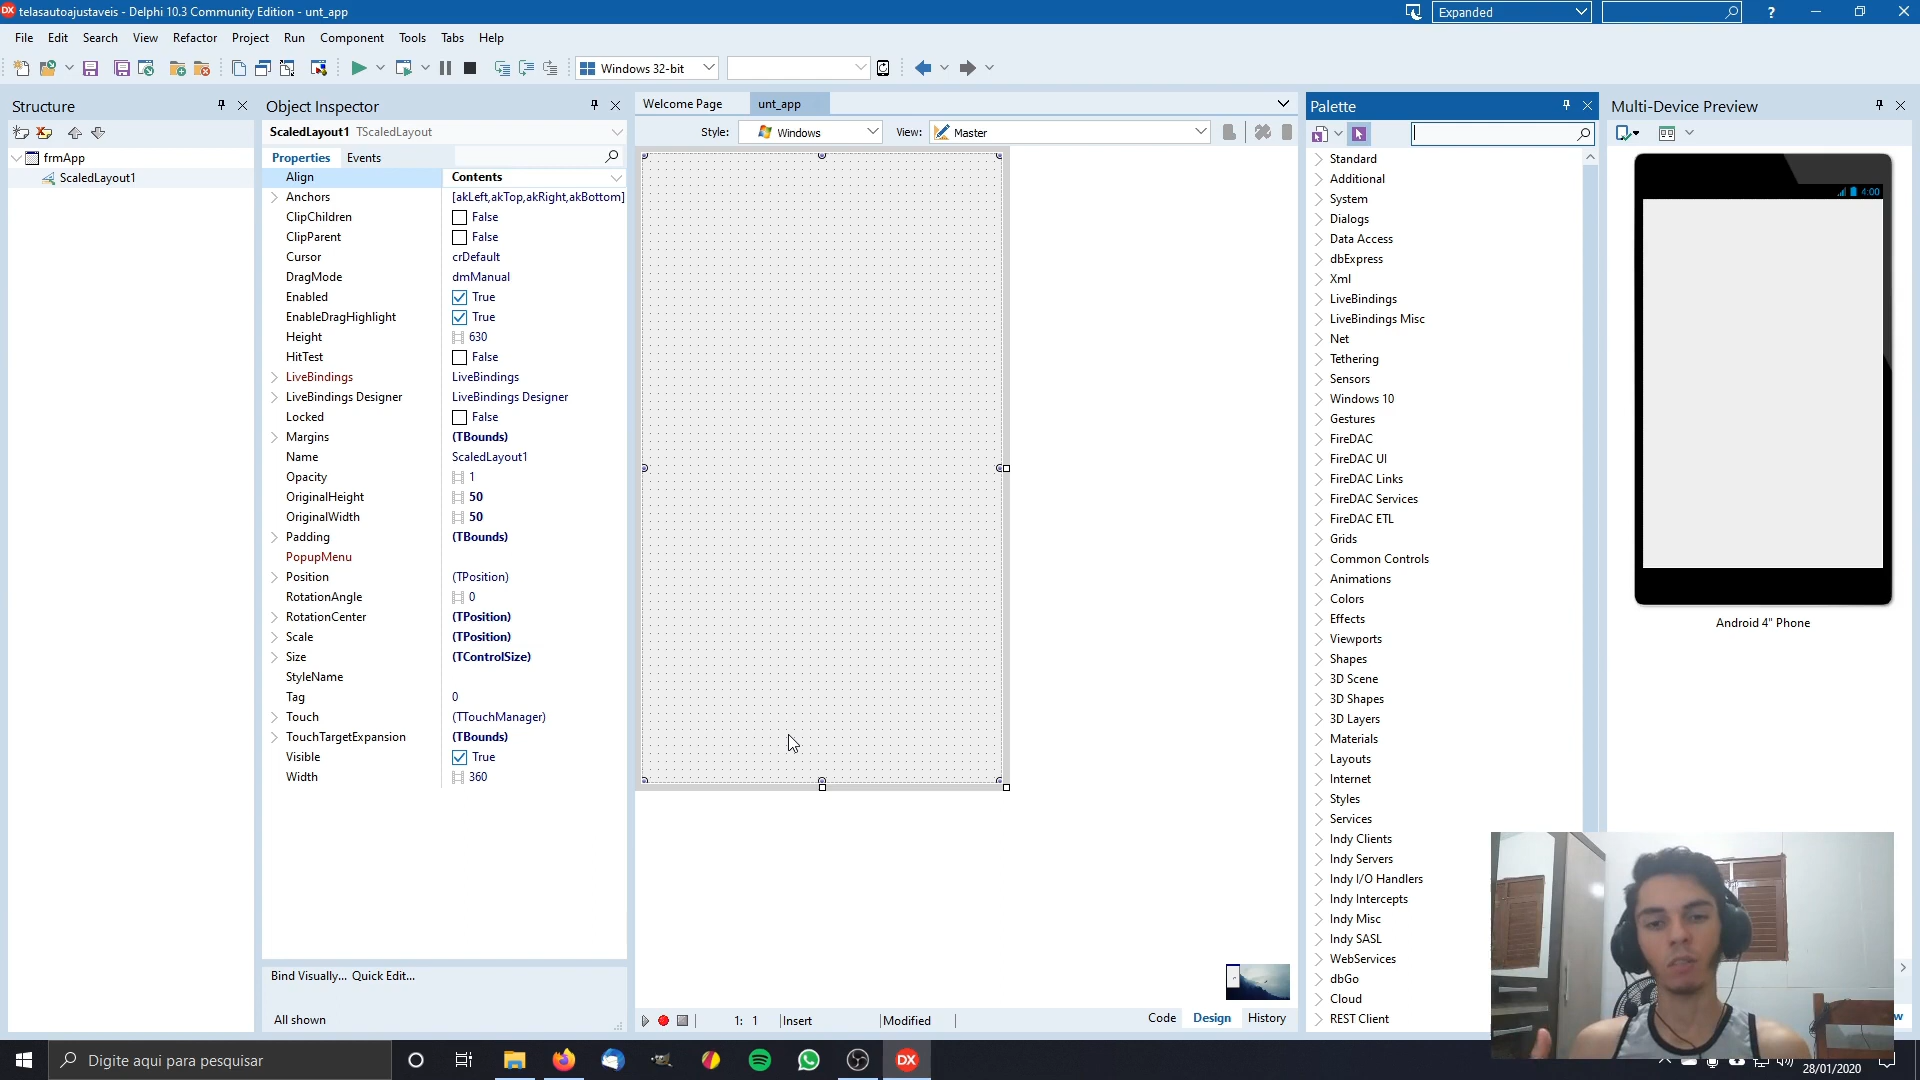 DX telasautoajustaveis - Delphi 10.3 Community Edition - unt_app
Expanded
?
File Edit Search View Refactor Project Run Component Tools Tabs Help
Windows 32-bit
Structure
frmApp
ScaledLayout1
Object Inspector
ScaledLayout1 TScaledLayout
Properties Events
Align Contents
Anchors [akLeft,akTop,akRight,akBottom]
ClipChildren False
ClipParent False
Cursor crDefault
DragMode dmManual
Enabled True
EnableDragHighlight True
Height 630
HitTest False
LiveBindings LiveBindings
LiveBindings Designer LiveBindings Designer
Locked False
Margins (TBounds)
Name ScaledLayout1
Opacity 1
OriginalHeight 50
OriginalWidth 50
Padding (TBounds)
PopupMenu
Position (TPosition)
RotationAngle 0
RotationCenter (TPosition)
Scale (TPosition)
Size (TControlSize)
StyleName
Tag 0
Touch (TTouchManager)
TouchTargetExpansion (TBounds)
Visible True
Width 360
Bind Visually... Quick Edit...
All shown
Welcome Page unt_app
Style: Windows View: Master
1: 1 Insert Modified
Code Design History
Palette
Standard
Additional
System
Dialogs
Data Access
dbExpress
Xml
LiveBindings
LiveBindings Misc
Net
Tethering
Sensors
Windows 10
Gestures
FireDAC
FireDAC UI
FireDAC Links
FireDAC Services
FireDAC ETL
Grids
Common Controls
Animations
Colors
Effects
Viewports
Shapes
3D Scene
3D Shapes
3D Layers
Materials
Layouts
Internet
Styles
Services
Indy Clients
Indy Servers
Indy I/O Handlers
Indy Intercepts
Indy Misc
Indy SASL
WebServices
dbGo
Cloud
REST Client
Multi-Device Preview
4:00
Android 4" Phone
Digite aqui para pesquisar
DX
28/01/2020